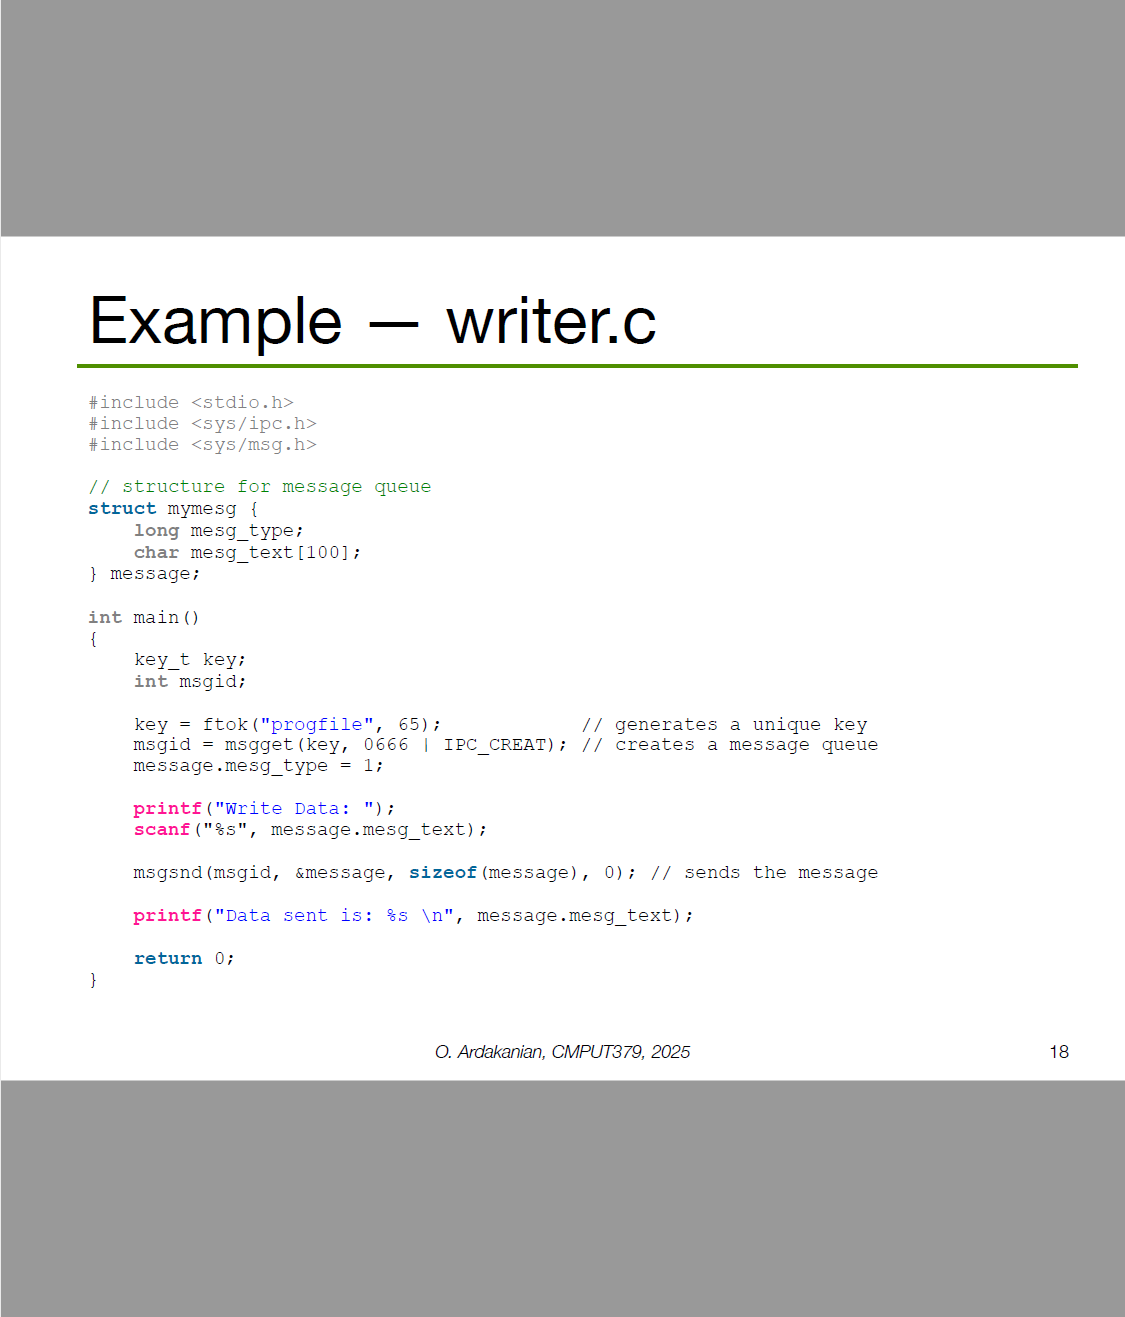 Example — writer.c
#include <stdio.h>
#include <sys/ipc.h>
#include <sys/msg.h>
// structure for message queue
struct mymesg {
    long mesg_type;
    char mesg_text[100];
} message;
int main()
{
    key_t key;
    int msgid;
    key = ftok("progfile", 65);            // generates a unique key
    msgid = msgget(key, 0666 | IPC_CREAT); // creates a message queue
    message.mesg_type = 1;
    printf("Write Data: ");
    scanf("%s", message.mesg_text);
    msgsnd(msgid, &message, sizeof(message), 0); // sends the message
    printf("Data sent is: %s \n", message.mesg_text);
    return 0;
}
O. Ardakanian, CMPUT379, 2025
18